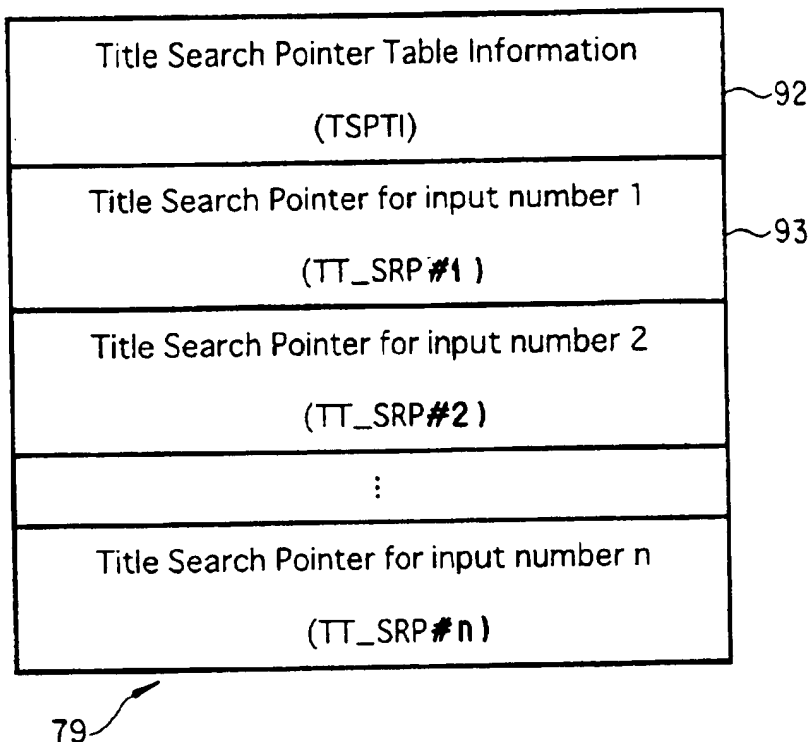 Title Search Pointer Table Information
(TSPTI)
92
Title Search Pointer for input number 1
(TT_SRP#1)
93
Title Search Pointer for input number 2
(TT_SRP#2)
⋮
Title Search Pointer for input number n
(TT_SRP#n)
79